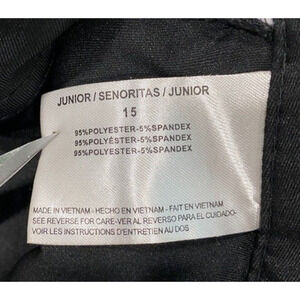 JUNIOR / SENORITAS / JUNIOR
15
95%POLYESTER-5%SPANDEX
95%POLYÉSTER-5%SPANDEX
95%POLYESTER-5%SPANDEX
MADE IN VIETNAM - HECHO EN VIETNAM - FAIT EN VIETNAM
SEE REVERSE FOR CARE-VER AL REVERSO PARA EL CUIDADO-
VOIR LES INSTRUCTIONS D'ENTRETIEN AU DOS